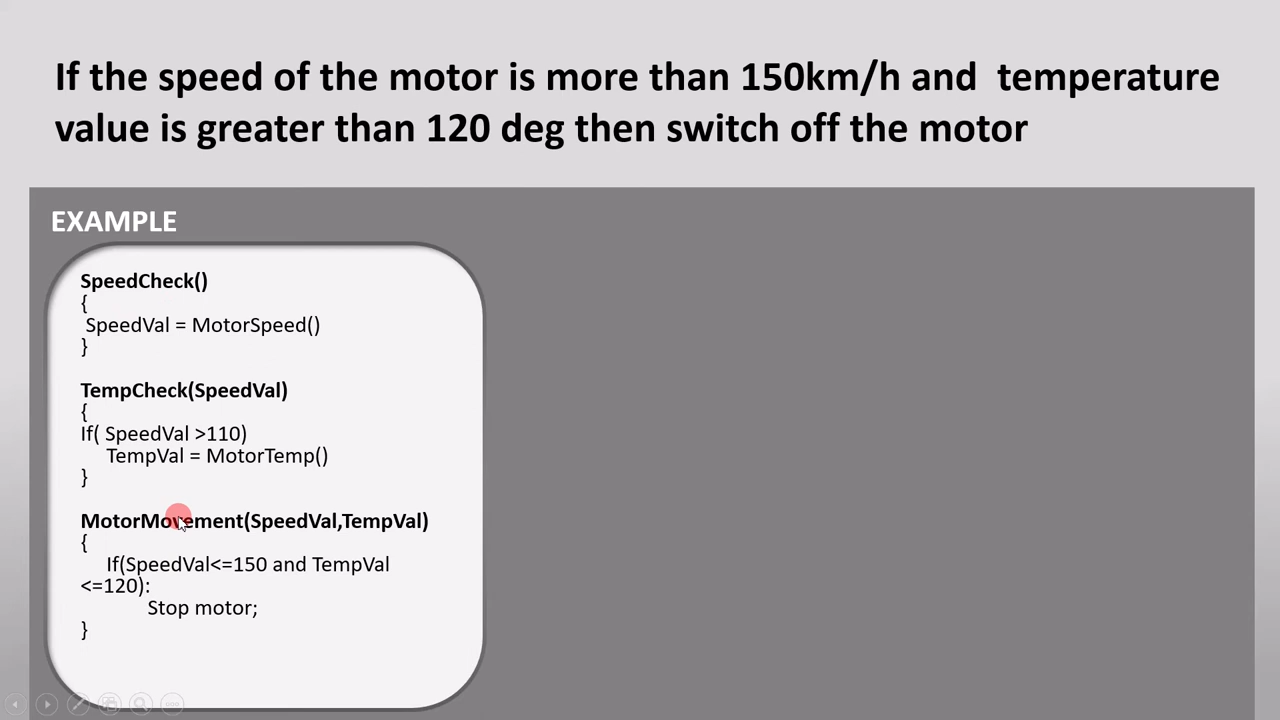 If the speed of the motor is more than 150km/h and  temperature
value is greater than 120 deg then switch off the motor
EXAMPLE
SpeedCheck()
{
SpeedVal = MotorSpeed()
}
TempCheck(SpeedVal)
{
If( SpeedVal >110)
TempVal = MotorTemp()
}
MotorMovement(SpeedVal,TempVal)
{
If(SpeedVal<=150 and TempVal
<=120):
Stop motor;
}